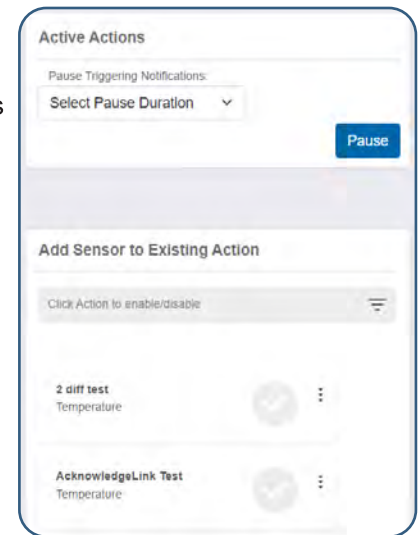 Active Actions
Pause Triggering Notifications:
s
Select Pause Duration
Pause
Add Sensor to Existing Action
Click Action to enable/disable
2 diff test
Temperature
AcknowledgeLink Test
Temperature